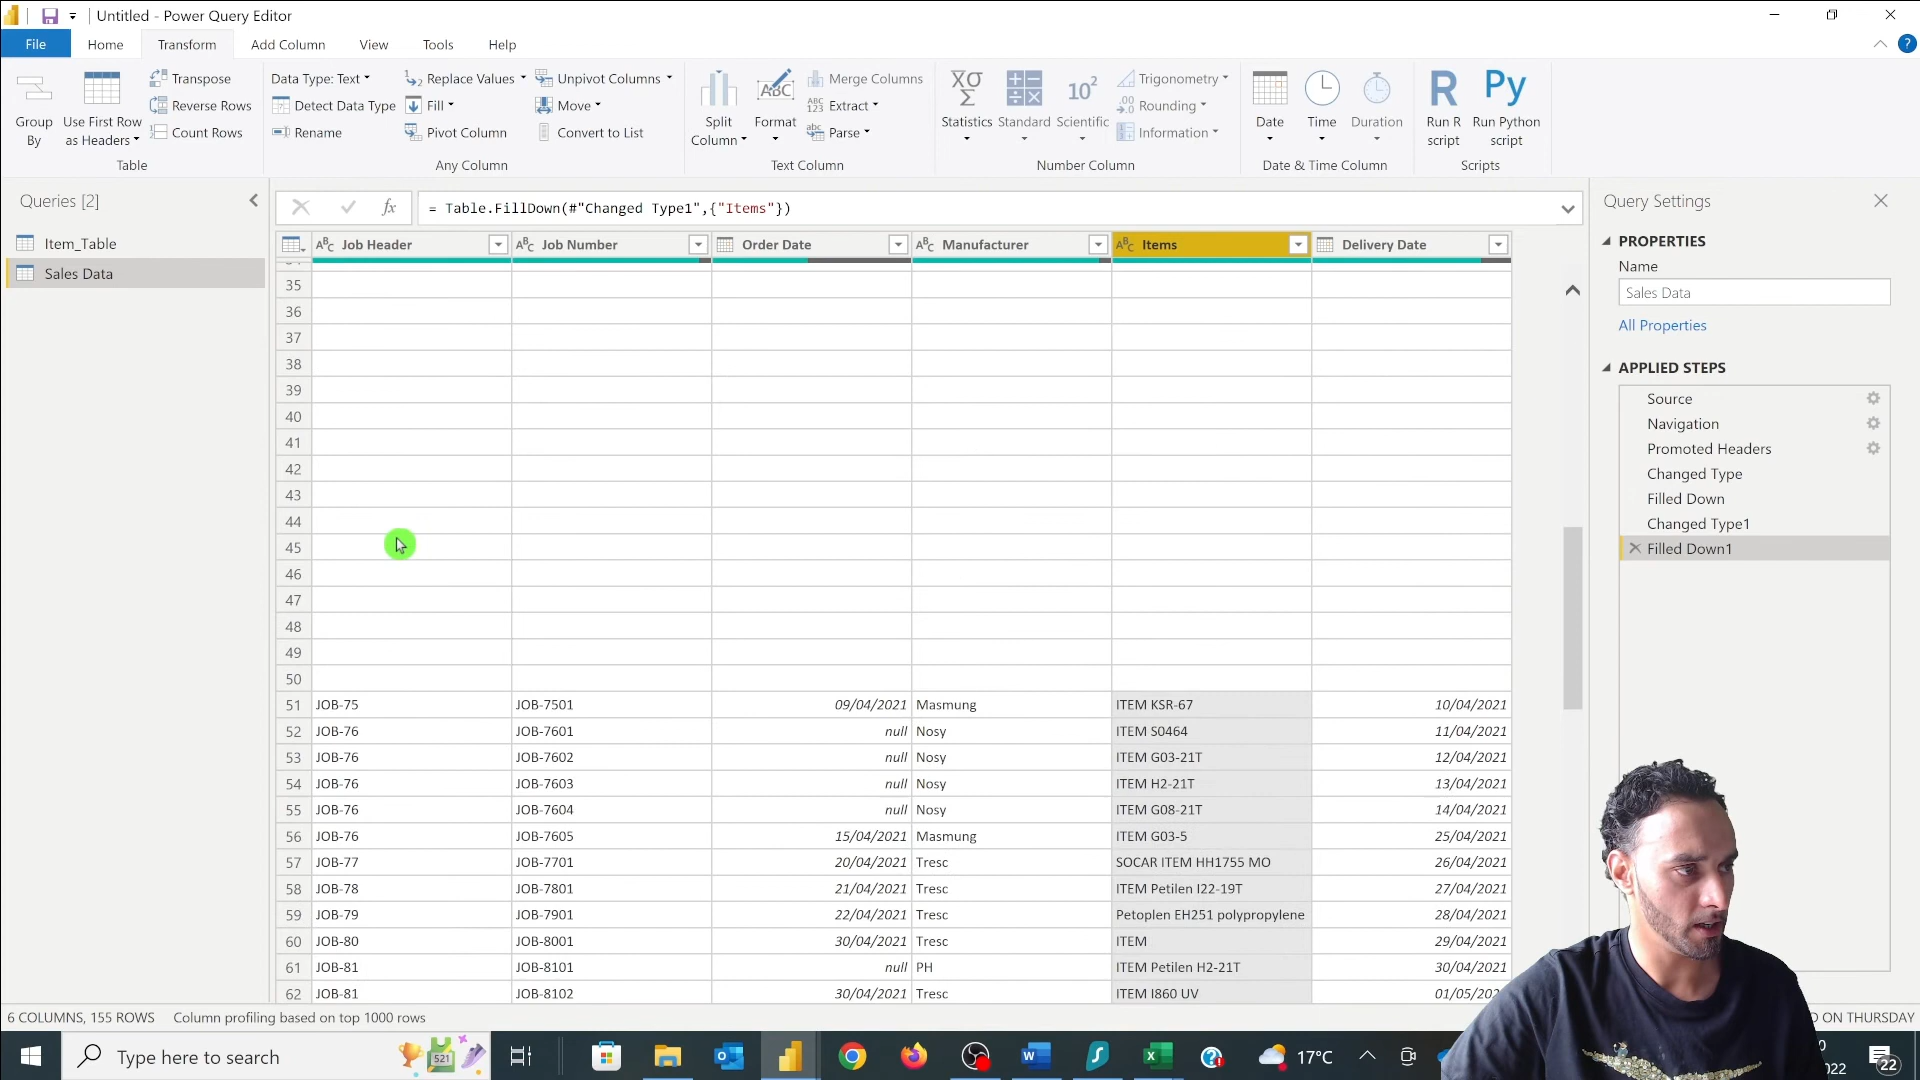 Untitled - Power Query Editor
File Home Transform Add Column View Tools Help
Group By
Use First Row as Headers
Transpose
Reverse Rows
Count Rows
Table
Data Type: Text
Detect Data Type
Rename
Replace Values
Fill
Pivot Column
Unpivot Columns
Move
Convert to List
Any Column
Split Column
Format
Merge Columns
Extract
Parse
Text Column
Statistics
Standard
Scientific
Trigonometry
Rounding
Information
Number Column
Date
Time
Duration
Date & Time Column
Run R script
Run Python script
Scripts
Queries [2]
Item_Table
Sales Data
= Table.FillDown(#"Changed Type1",{"Items"})
Job Header Job Number Order Date Manufacturer Items Delivery Date
35
36
37
38
39
40
41
42
43
44
45
46
47
48
49
50
51 JOB-75 JOB-7501 09/04/2021 Masmung ITEM KSR-67 10/04/2021
52 JOB-76 JOB-7601 null Nosy ITEM S0464 11/04/2021
53 JOB-76 JOB-7602 null Nosy ITEM G03-21T 12/04/2021
54 JOB-76 JOB-7603 null Nosy ITEM H2-21T 13/04/2021
55 JOB-76 JOB-7604 null Nosy ITEM G08-21T 14/04/2021
56 JOB-76 JOB-7605 15/04/2021 Masmung ITEM G03-5 25/04/2021
57 JOB-77 JOB-7701 20/04/2021 Tresc SOCAR ITEM HH1755 MO 26/04/2021
58 JOB-78 JOB-7801 21/04/2021 Tresc ITEM Petilen I22-19T 27/04/2021
59 JOB-79 JOB-7901 22/04/2021 Tresc Petoplen EH251 polypropylene 28/04/2021
60 JOB-80 JOB-8001 30/04/2021 Tresc ITEM 29/04/2021
61 JOB-81 JOB-8101 null PH ITEM Petilen H2-21T 30/04/2021
62 JOB-81 JOB-8102 30/04/2021 Tresc ITEM I860 UV 01/05/202
Query Settings
PROPERTIES
Name
Sales Data
All Properties
APPLIED STEPS
Source
Navigation
Promoted Headers
Changed Type
Filled Down
Changed Type1
Filled Down1
6 COLUMNS, 155 ROWS Column profiling based on top 1000 rows
ON THURSDAY
Type here to search
521
17°C
022
22